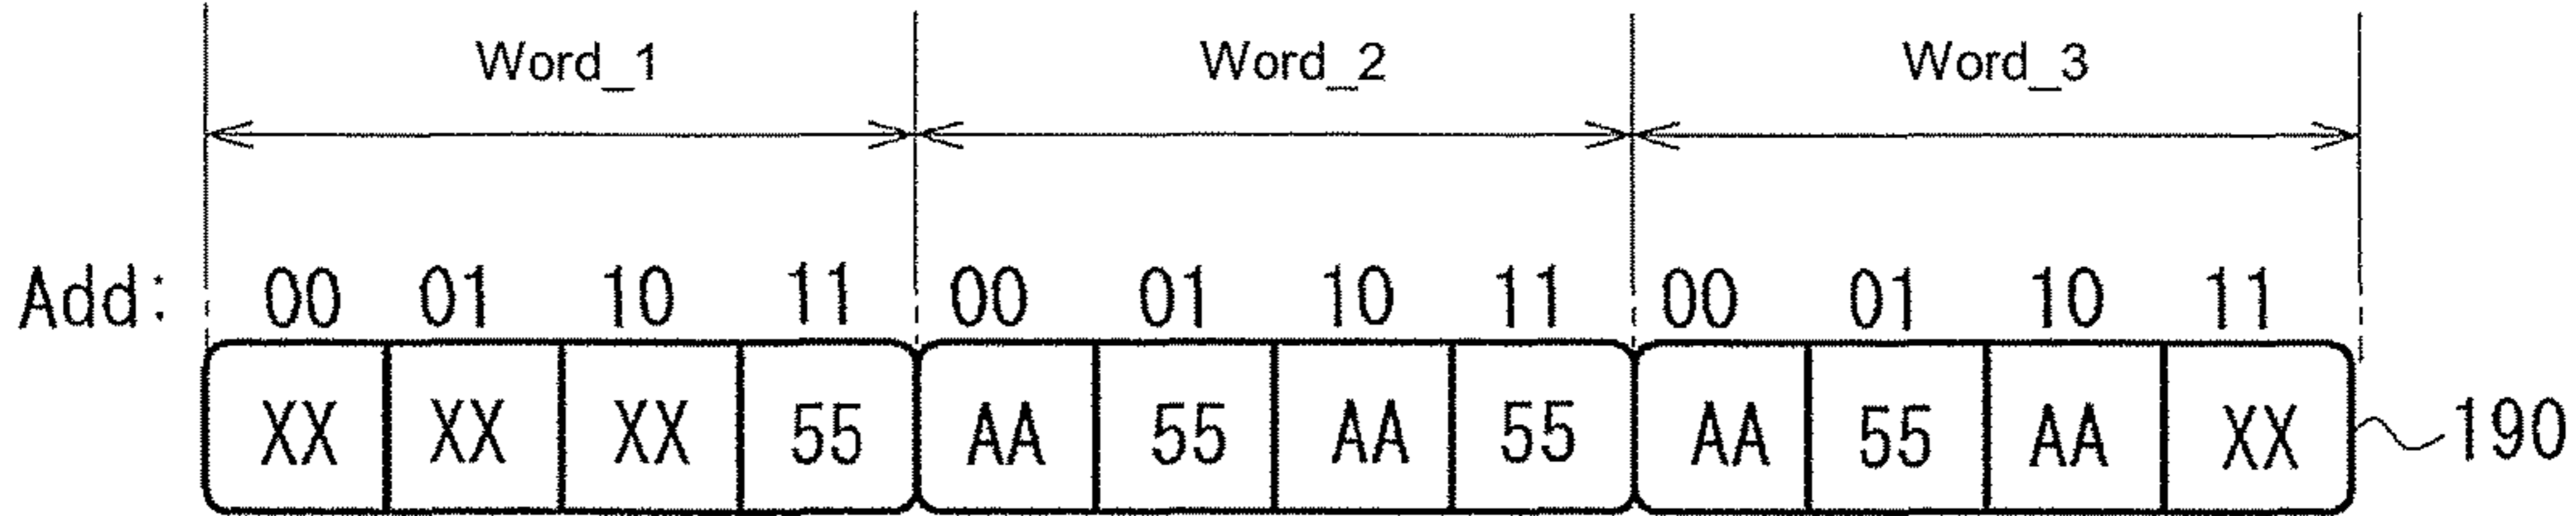 Word_1 Word_2 Word_3
Add: 00 01 10 11 00 01 10 11 00 01 10 11
XX XX XX 55 AA 55 AA 55 AA 55 AA XX 190